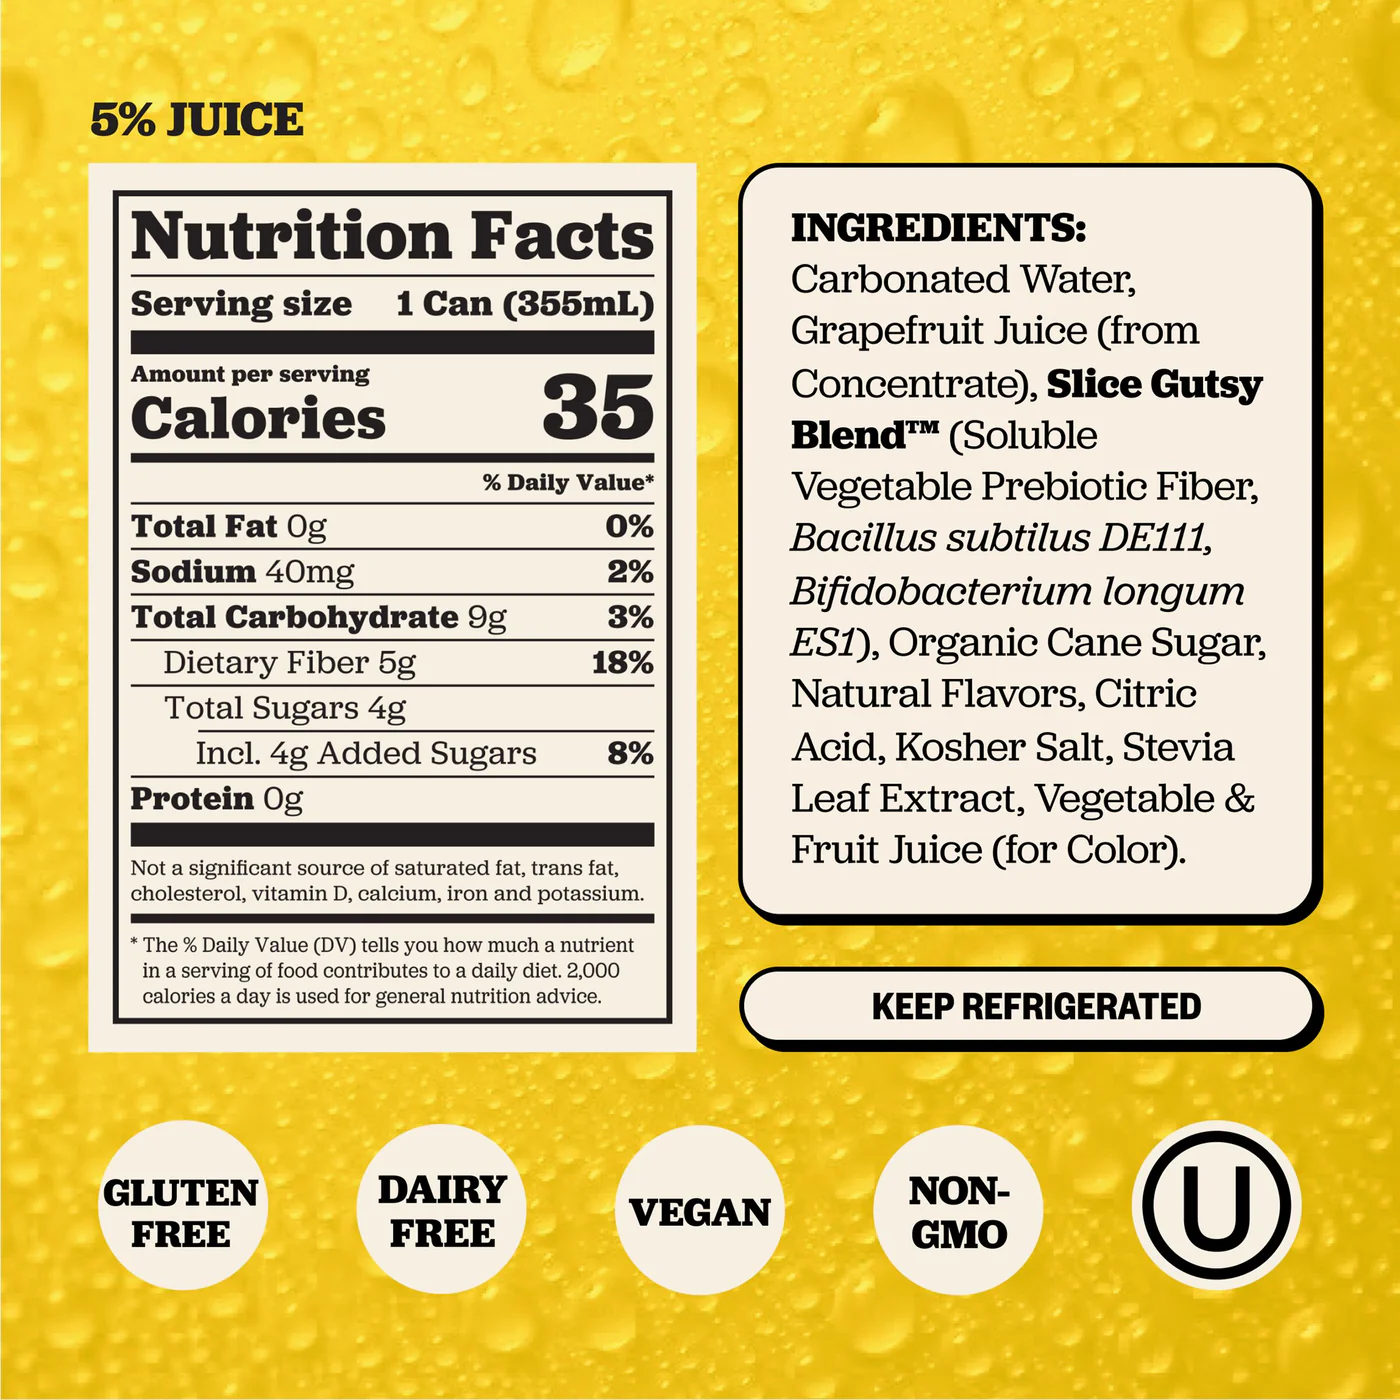 5% JUICE
Nutrition Facts
Serving size 1 Can (355mL)
Amount per serving
Calories 35
% Daily Value*
Total Fat 0g 0%
Sodium 40mg 2%
Total Carbohydrate 9g 3%
Dietary Fiber 5g 18%
Total Sugars 4g
Incl. 4g Added Sugars 8%
Protein 0g
Not a significant source of saturated fat, trans fat,
cholesterol, vitamin D, calcium, iron and potassium.
* The % Daily Value (DV) tells you how much a nutrient
in a serving of food contributes to a daily diet. 2,000
calories a day is used for general nutrition advice.
INGREDIENTS:
Carbonated Water,
Grapefruit Juice (from
Concentrate), Slice Gutsy
Blend™ (Soluble
Vegetable Prebiotic Fiber,
Bacillus subtilus DE111,
Bifidobacterium longum
ES1), Organic Cane Sugar,
Natural Flavors, Citric
Acid, Kosher Salt, Stevia
Leaf Extract, Vegetable &
Fruit Juice (for Color).
KEEP REFRIGERATED
GLUTEN
FREE
DAIRY
FREE
VEGAN
NON-
GMO
U